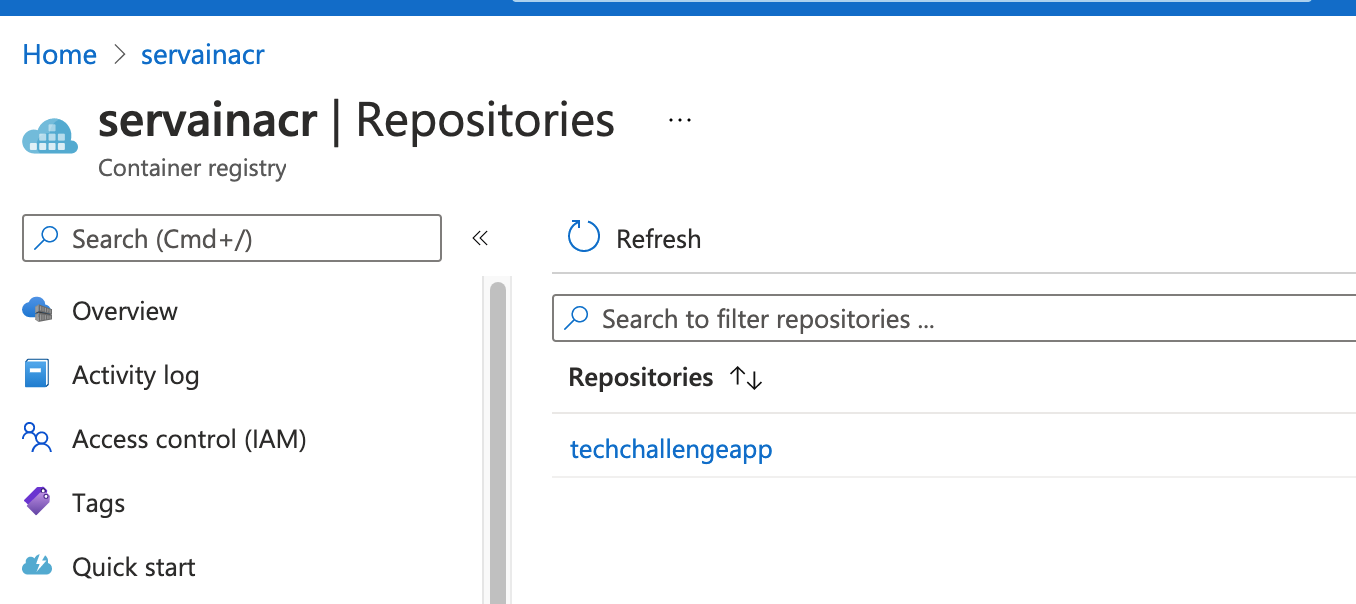 Home > servainacr
servainacr | Repositories ...
Container registry
Search (Cmd+/)
«
Overview
Activity log
Access control (IAM)
Tags
Quick start
Refresh
Search to filter repositories ...
Repositories ↑↓
techchallengeapp